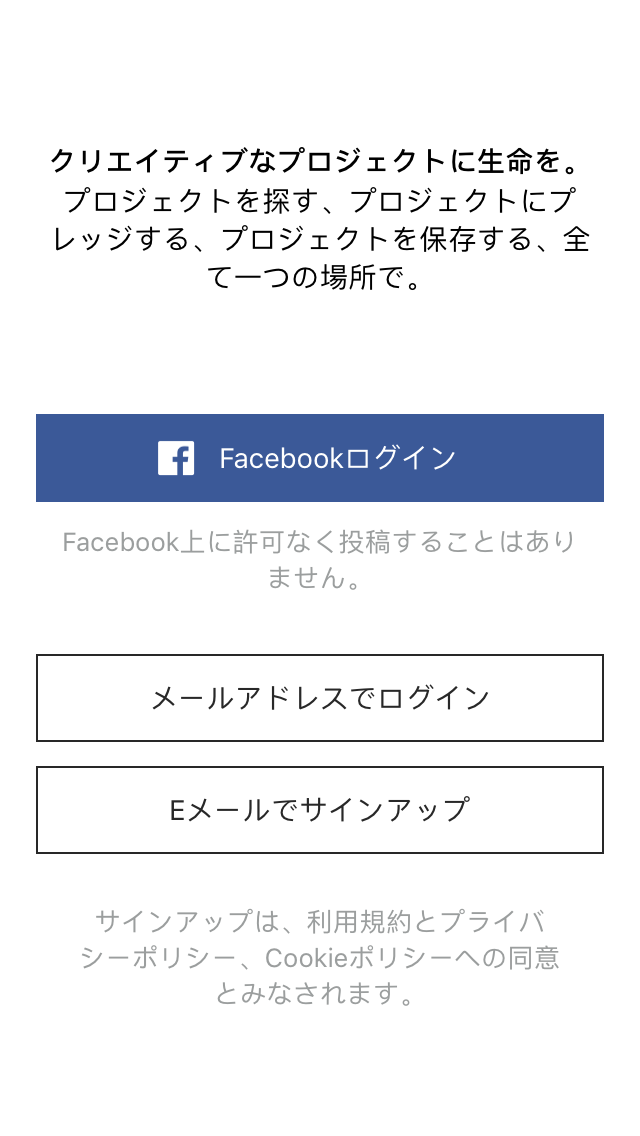 クリエイティブなプロジェクトに生命を。
プロジェクトを探す、プロジェクトにプ
レッジする、プロジェクトを保存する、全
て一つの場所で。
Facebookログイン
Facebook上に許可なく投稿することはあり
ません。
メールアドレスでログイン
Eメールでサインアップ
サインアップは、利用規約とプライバ
シーポリシー、Cookieポリシーへの同意
とみなされます。